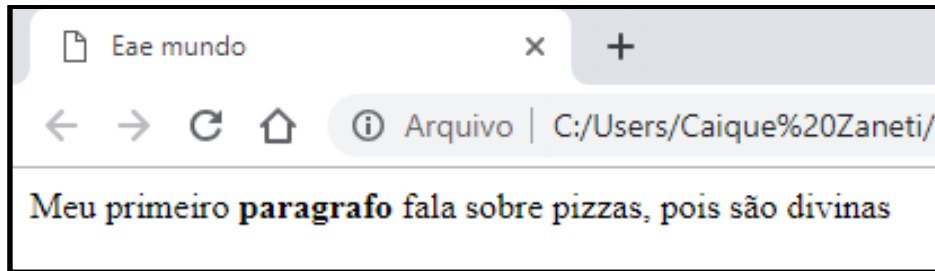 Eae mundo
Arquivo | C:/Users/Caique%20Zaneti/
Meu primeiro paragrafo fala sobre pizzas, pois são divinas